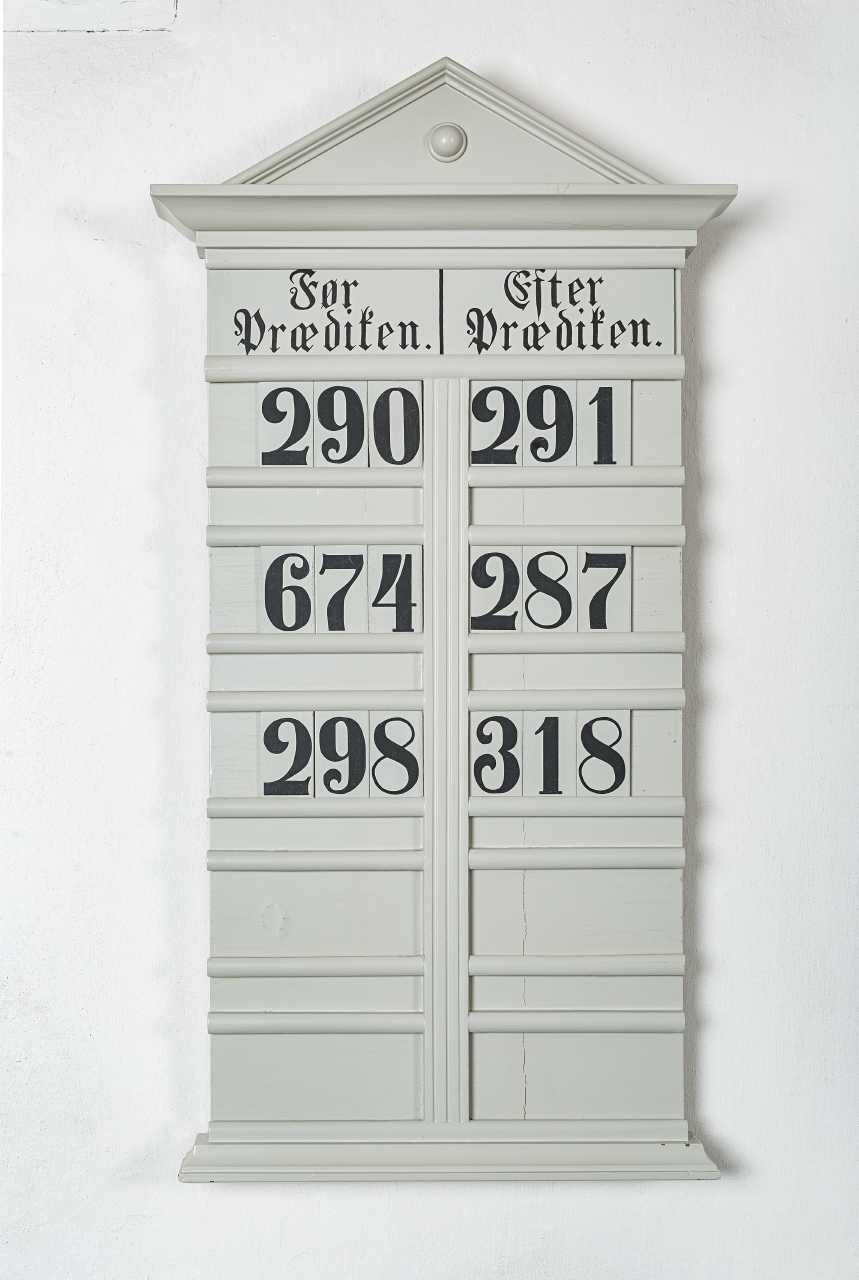 Før
Prædiken.
Efter
Prædiken.
290 291
674 287
298 318